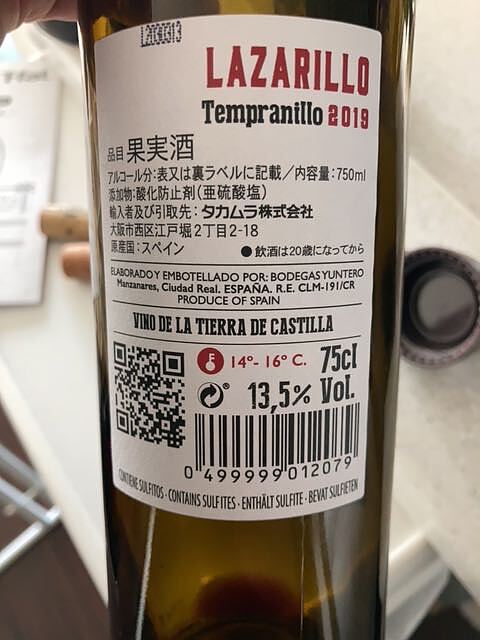 LAZARILLO
Tempranillo 2019
品目 果実酒
アルコール分:表又は裏ラベルに記載／内容量:750ml
添加物:酸化防止剤(亜硫酸塩)
輸入者及び引取先:タカムラ株式会社
大阪市西区江戸堀2丁目2-18
原産国:スペイン ●飲酒は20歳になってから
ELABORADO Y EMBOTELLADO POR: BODEGAS YUNTERO
Manzanares, Ciudad Real. ESPAÑA. R.E. CLM-191/CR
PRODUCE OF SPAIN
VINO DE LA TIERRA DE CASTILLA
14º- 16º C. 75cl
13,5% Vol.
0 499999 012079
CONTIENE SULFITOS · CONTAINS SULFITES · ENTHÄLT SULFITE · BEVAT SULFIETEN